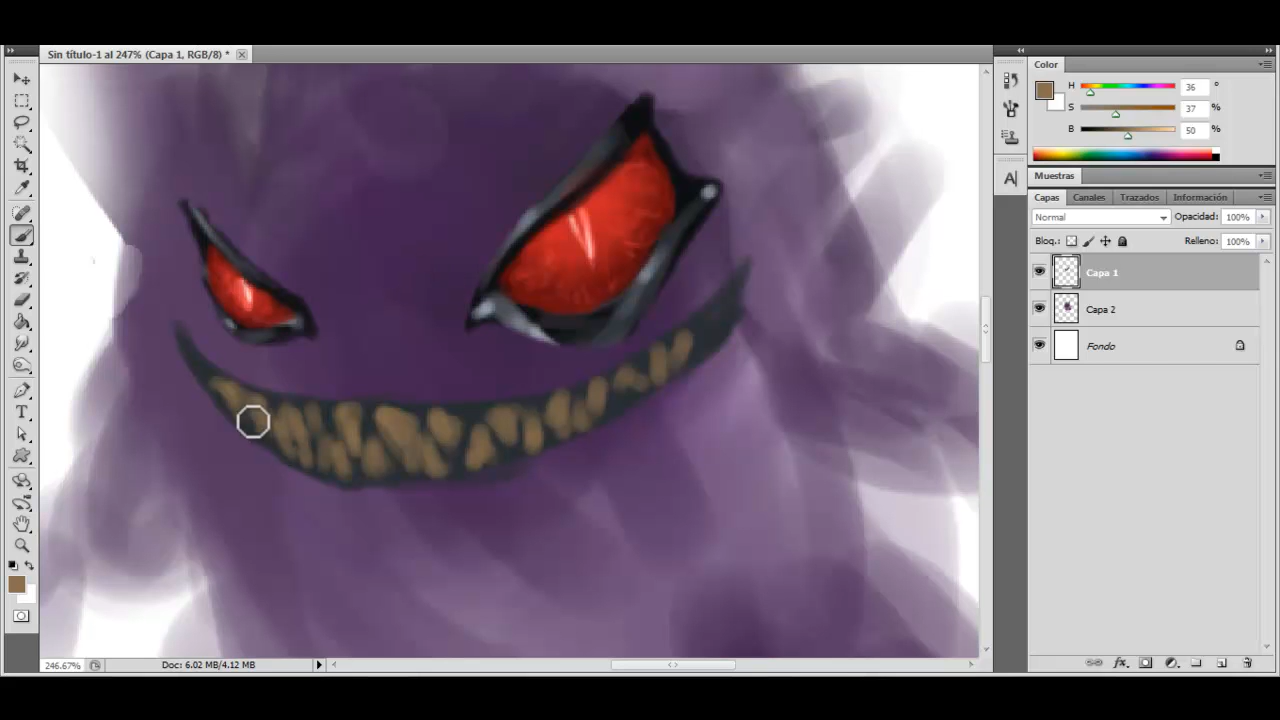 Sin título-1 al 247% (Capa 1, RGB/8) *
Color
H 36 °
S 37 %
B 50 %
Muestras
Capas Canales Trazados Información
Normal Opacidad: 100%
Bloq.: Relleno: 100%
Capa 1
Capa 2
Fondo
246.67% Doc: 6.02 MB/4.12 MB